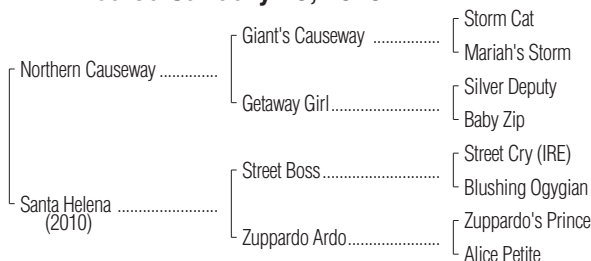 Northern Causeway
Santa Helena
(2010)
Giant's Causeway
Getaway Girl
Street Boss
Zuppardo Ardo
Storm Cat
Mariah's Storm
Silver Deputy
Baby Zip
Street Cry (IRE)
Blushing Ogygian
Zuppardo's Prince
Alice Petite